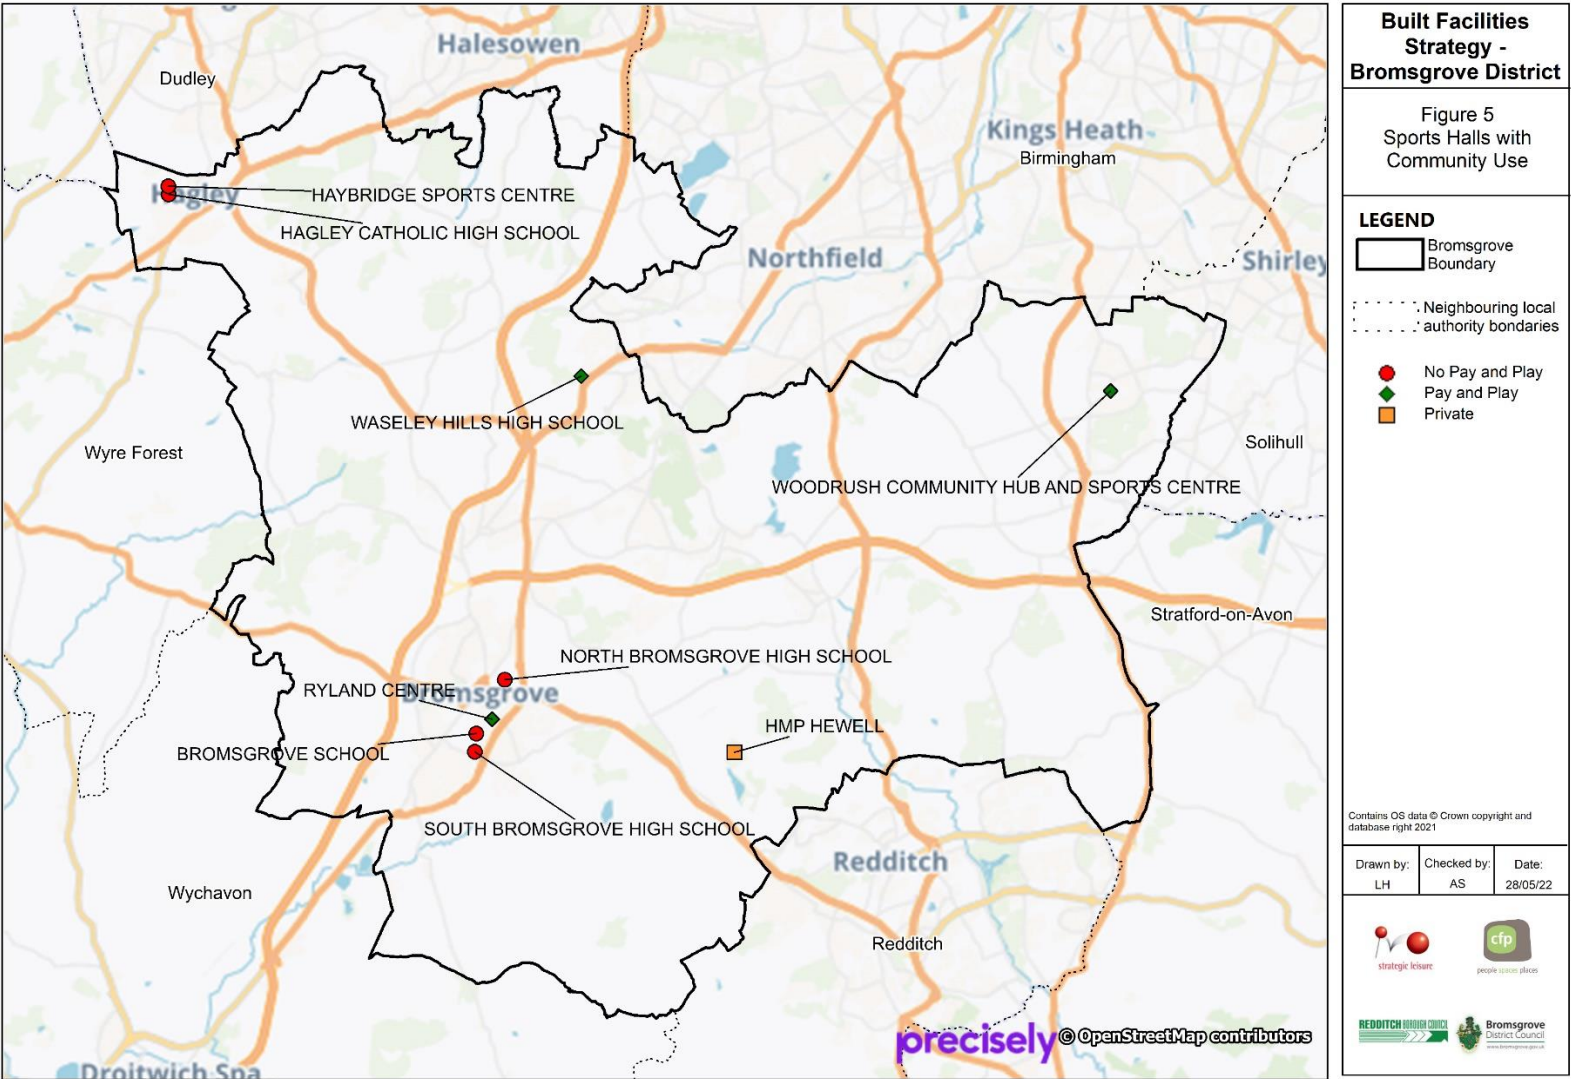 Halesowen
Dudley
Kings Heath
Birmingham
Hagley
HAYBRIDGE SPORTS CENTRE
HAGLEY CATHOLIC HIGH SCHOOL
Northfield
Shirley
WASELEY HILLS HIGH SCHOOL
Wyre Forest
Solihull
WOODRUSH COMMUNITY HUB AND SPORTS CENTRE
Stratford-on-Avon
NORTH BROMSGROVE HIGH SCHOOL
RYLAND CENTRE
Bromsgrove
HMP HEWELL
BROMSGROVE SCHOOL
SOUTH BROMSGROVE HIGH SCHOOL
Redditch
Wychavon
Redditch
Droitwich Spa
precisely © OpenStreetMap contributors
Built Facilities
Strategy -
Bromsgrove District
Figure 5
Sports Halls with
Community Use
LEGEND
Bromsgrove
Boundary
Neighbouring local
authority bondaries
No Pay and Play
Pay and Play
Private
Contains OS data © Crown copyright and
database right 2021
Drawn by: Checked by: Date:
LH AS 28/05/22
strategic leisure
cfp
people spaces places
REDDITCH BOROUGH COUNCIL
Bromsgrove
District Council
www.bromsgrove.gov.uk